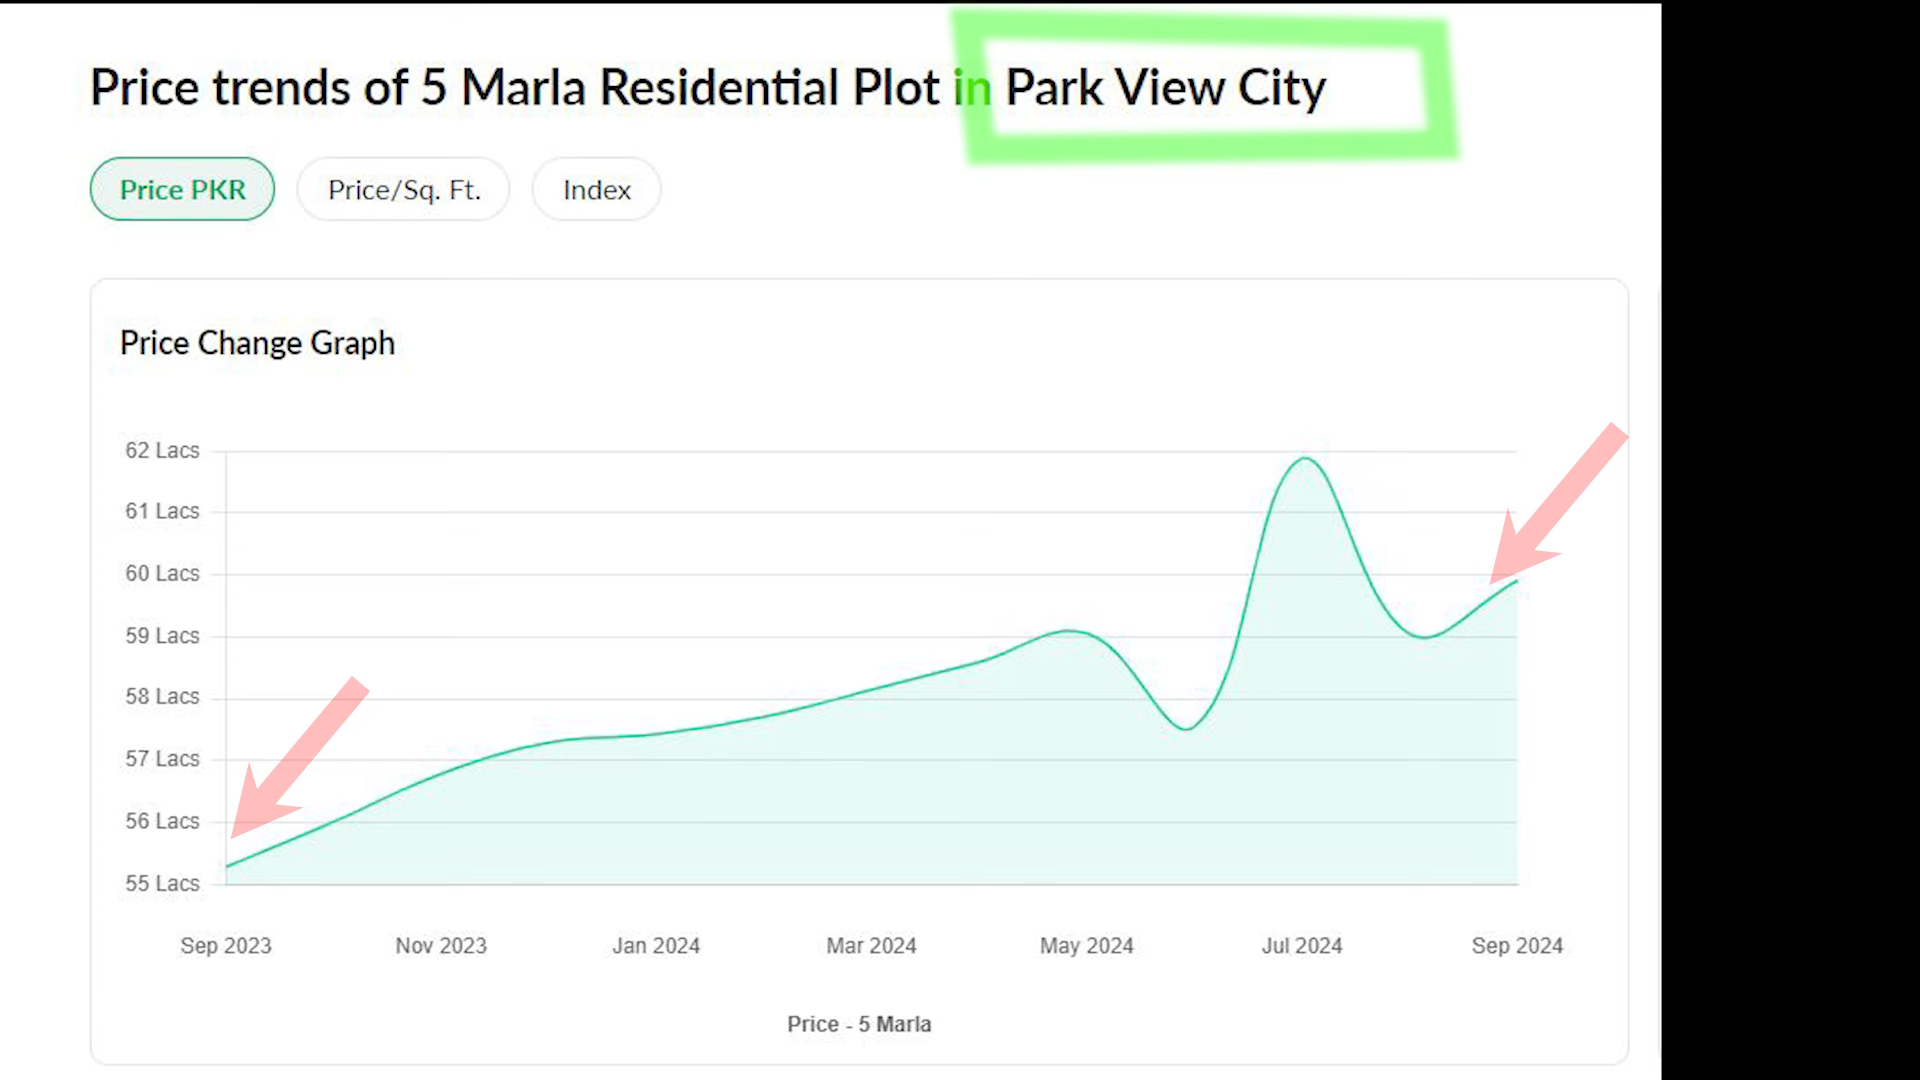 Price trends of 5 Marla Residential Plot in Park View City
Price PKR
Price/Sq. Ft.
Index
Price Change Graph
62 Lacs
61 Lacs
60 Lacs
59 Lacs
58 Lacs
57 Lacs
56 Lacs
55 Lacs
Sep 2023 Nov 2023 Jan 2024 Mar 2024 May 2024 Jul 2024 Sep 2024
Price - 5 Marla